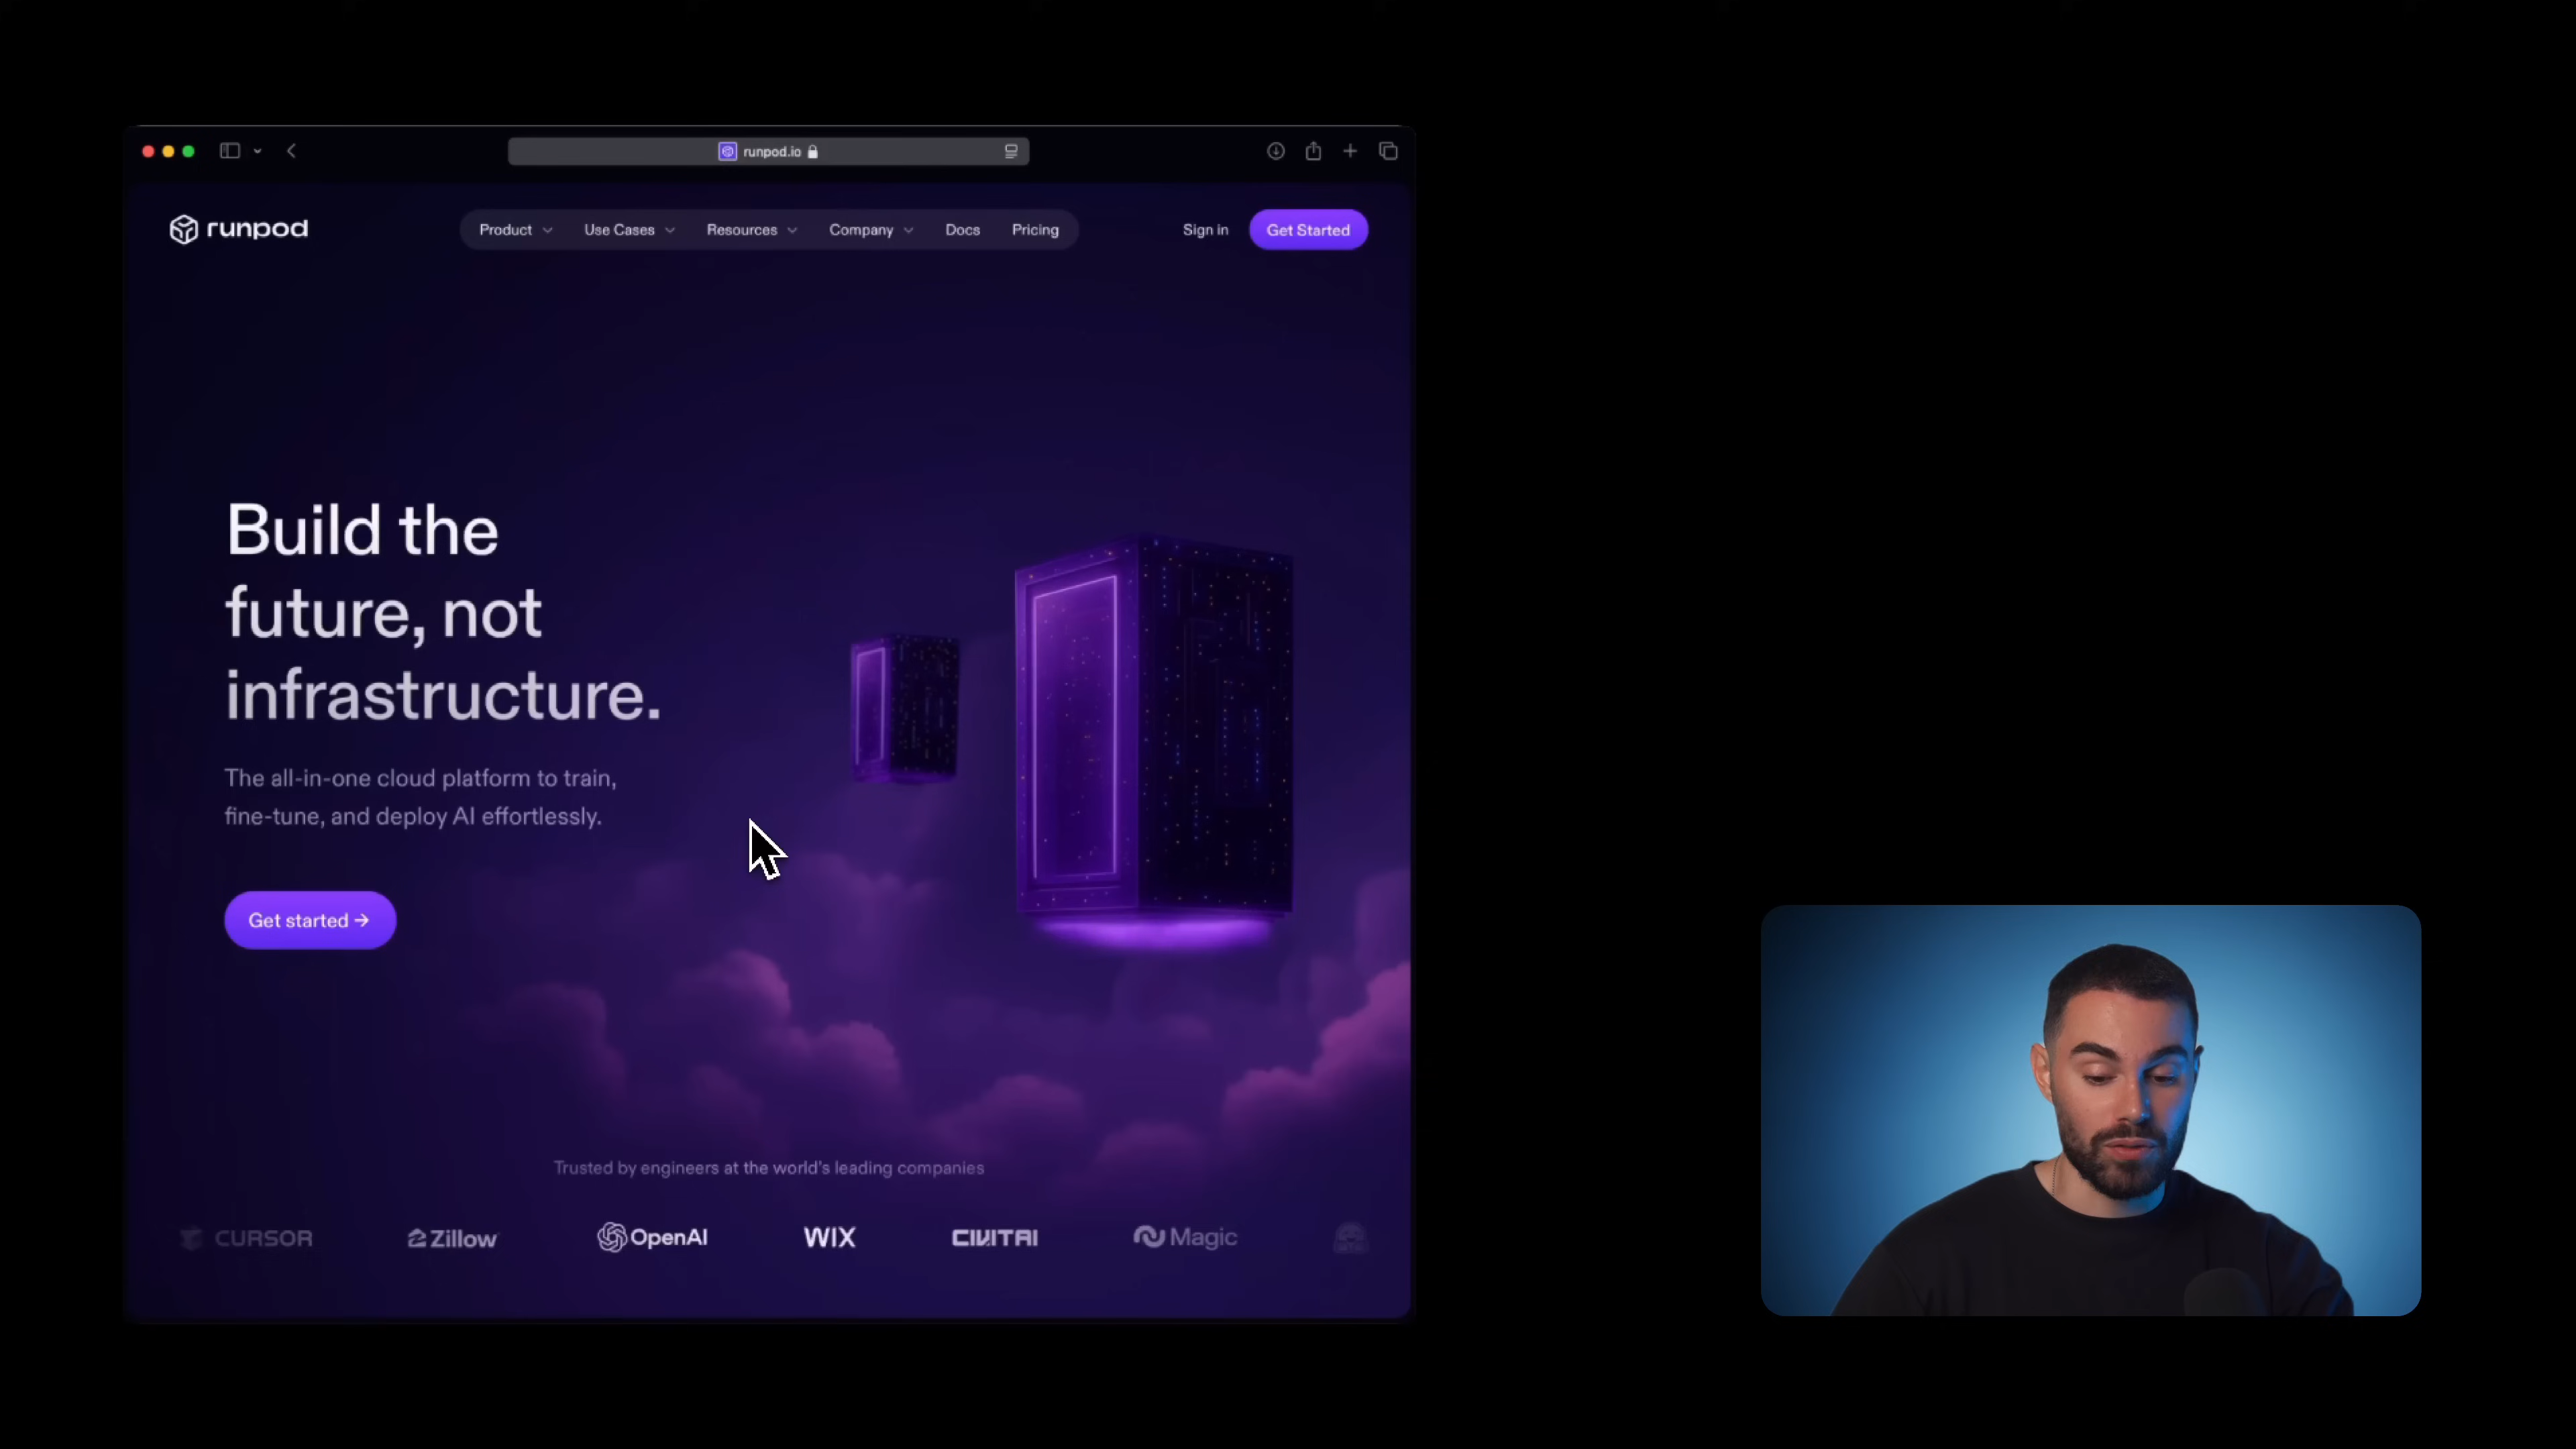 runpod.io
runpod
Product
Use Cases
Resources
Company
Docs
Pricing
Sign in
Get Started
Build the
future, not
infrastructure.
The all-in-one cloud platform to train,
fine-tune, and deploy AI effortlessly.
Get started →
Trusted by engineers at the world's leading companies
CURSOR
Zillow
OpenAI
WIX
CIVITAI
Magic